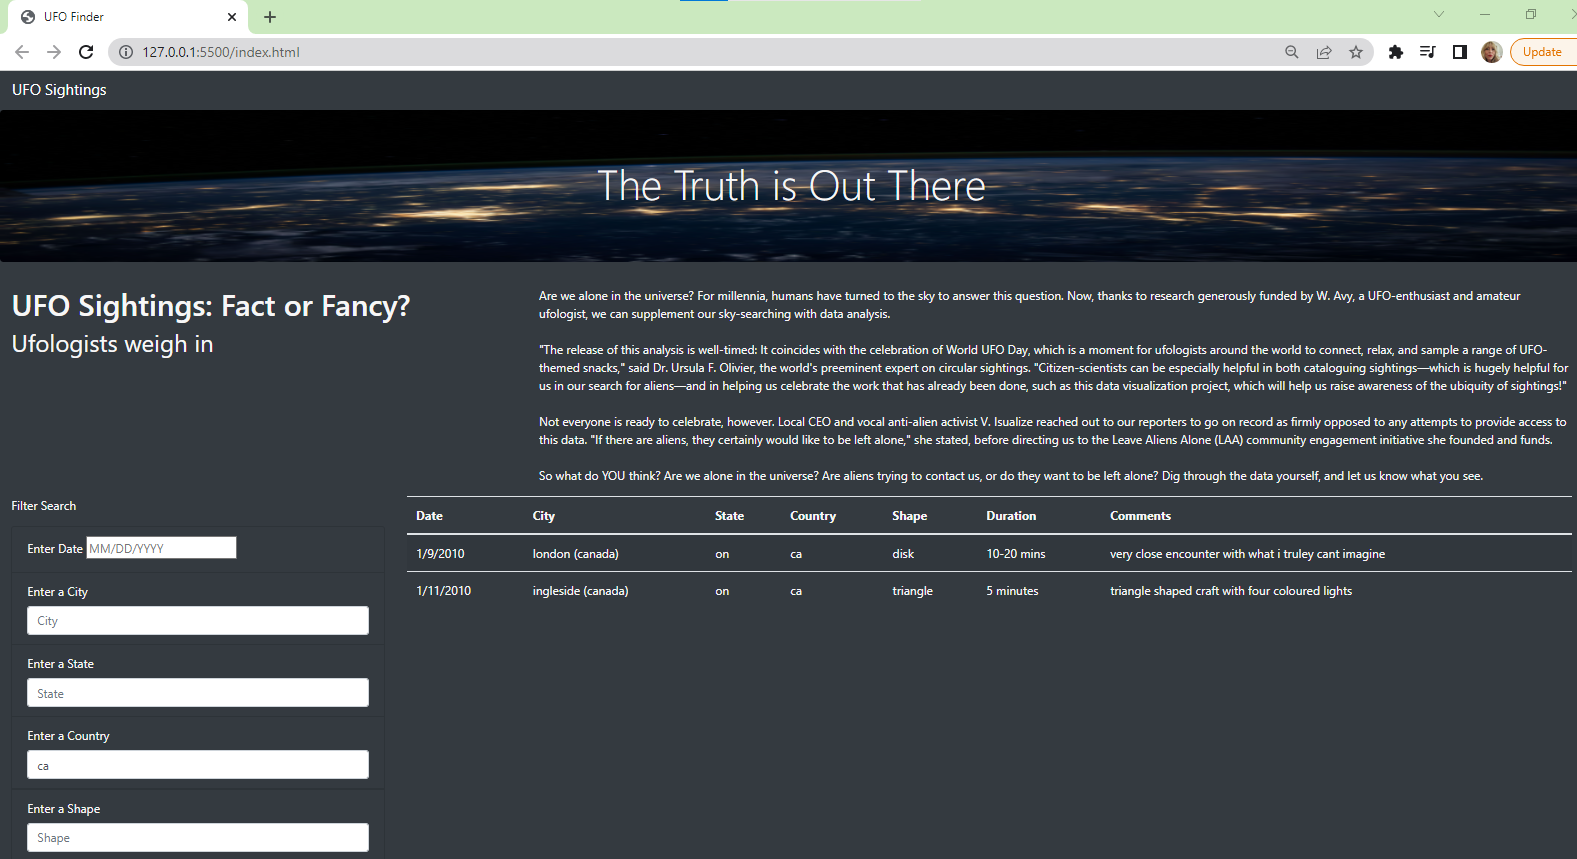 UFO Finder
127.0.0.1:5500/index.html
Update
UFO Sightings
The Truth is Out There
UFO Sightings: Fact or Fancy?
Ufologists weigh in
Are we alone in the universe? For millennia, humans have turned to the sky to answer this question. Now, thanks to research generously funded by W. Avy, a UFO-enthusiast and amateur
ufologist, we can supplement our sky-searching with data analysis.
"The release of this analysis is well-timed: It coincides with the celebration of World UFO Day, which is a moment for ufologists around the world to connect, relax, and sample a range of UFO-
themed snacks," said Dr. Ursula F. Olivier, the world's preeminent expert on circular sightings. "Citizen-scientists can be especially helpful in both cataloguing sightings—which is hugely helpful for
us in our search for aliens—and in helping us celebrate the work that has already been done, such as this data visualization project, which will help us raise awareness of the ubiquity of sightings!"
Not everyone is ready to celebrate, however. Local CEO and vocal anti-alien activist V. Isualize reached out to our reporters to go on record as firmly opposed to any attempts to provide access to
this data. "If there are aliens, they certainly would like to be left alone," she stated, before directing us to the Leave Aliens Alone (LAA) community engagement initiative she founded and funds.
So what do YOU think? Are we alone in the universe? Are aliens trying to contact us, or do they want to be left alone? Dig through the data yourself, and let us know what you see.
Filter Search
Enter Date MM/DD/YYYY
Enter a City
City
Enter a State
State
Enter a Country
ca
Enter a Shape
Shape
Date City State Country Shape Duration Comments
1/9/2010 london (canada) on ca disk 10-20 mins very close encounter with what i truley cant imagine
1/11/2010 ingleside (canada) on ca triangle 5 minutes triangle shaped craft with four coloured lights